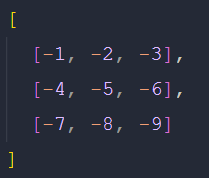 [
[-1, -2, -3],
[-4, -5, -6],
[-7, -8, -9]
]